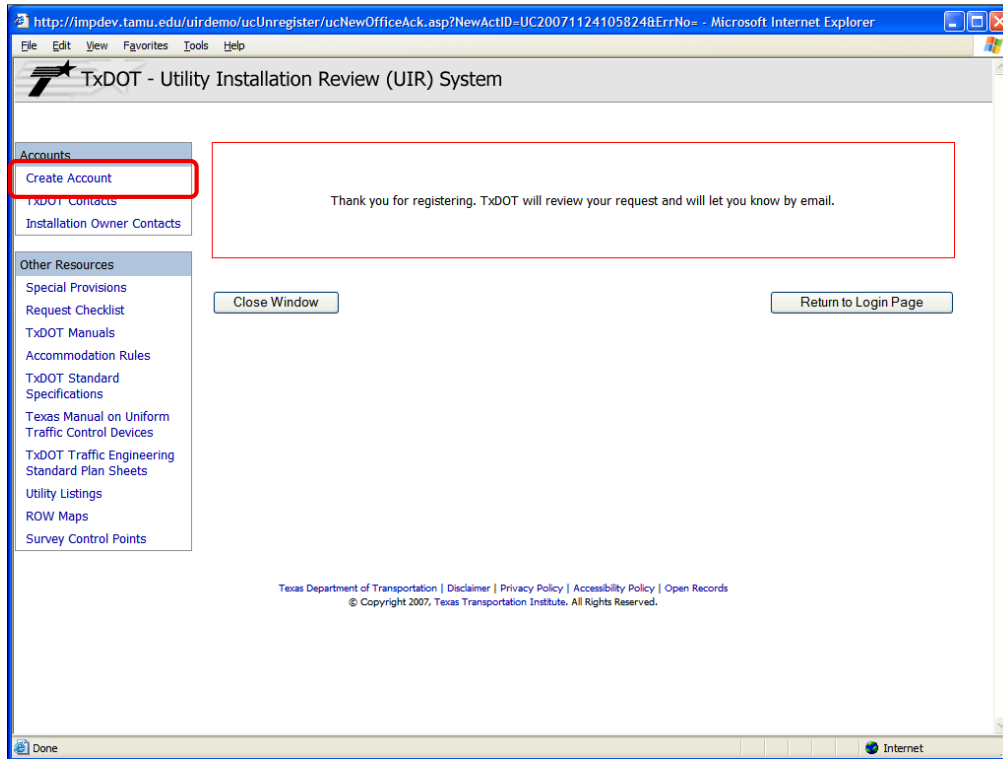 http://impdev.tamu.edu/uirdemo/ucUnregister/ucNewOfficeAck.asp?NewActID=UC20071124105824&ErrNo= - Microsoft Internet Explorer
File Edit View Favorites Tools Help
TxDOT - Utility Installation Review (UIR) System
Accounts
Create Account
TxDOT Contacts
Installation Owner Contacts
Thank you for registering. TxDOT will review your request and will let you know by email.
Other Resources
Special Provisions
Request Checklist
TxDOT Manuals
Accommodation Rules
TxDOT Standard
Specifications
Texas Manual on Uniform
Traffic Control Devices
TxDOT Traffic Engineering
Standard Plan Sheets
Utility Listings
ROW Maps
Survey Control Points
Close Window
Return to Login Page
Texas Department of Transportation | Disclaimer | Privacy Policy | Accessibility Policy | Open Records
© Copyright 2007, Texas Transportation Institute. All Rights Reserved.
Done
Internet